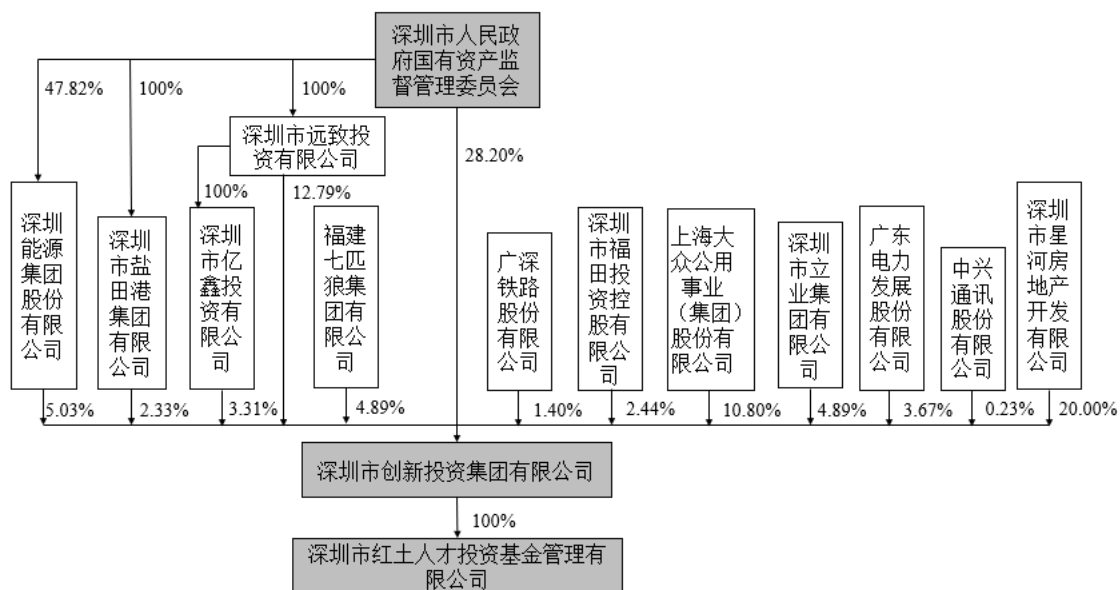 深圳市人民政
府国有资产监
督管理委员会
47.82%
100%
100%
28.20%
深圳市远致投
资有限公司
100%
12.79%
深圳
能源
集团
股份
有限
公司
深圳
市盐
田港
集团
有限
公司
深圳
市亿
鑫投
资有
限公
司
福建
七匹
狼集
团有
限公
司
广深
铁路
股份
有限
公司
深圳
市福
田投
资控
股有
限公
司
上海大
众公用
事业
（集团）
股份有
限公司
深圳
市立
业集
团有
限公
司
广东
电力
发展
股份
有限
公司
中兴
通讯
股份
有限
公司
深圳
市星
河房
地产
开发
有限
公司
5.03%
2.33%
3.31%
4.89%
1.40%
2.44%
10.80%
4.89%
3.67%
0.23%
20.00%
深圳市创新投资集团有限公司
100%
深圳市红土人才投资基金管理有
限公司